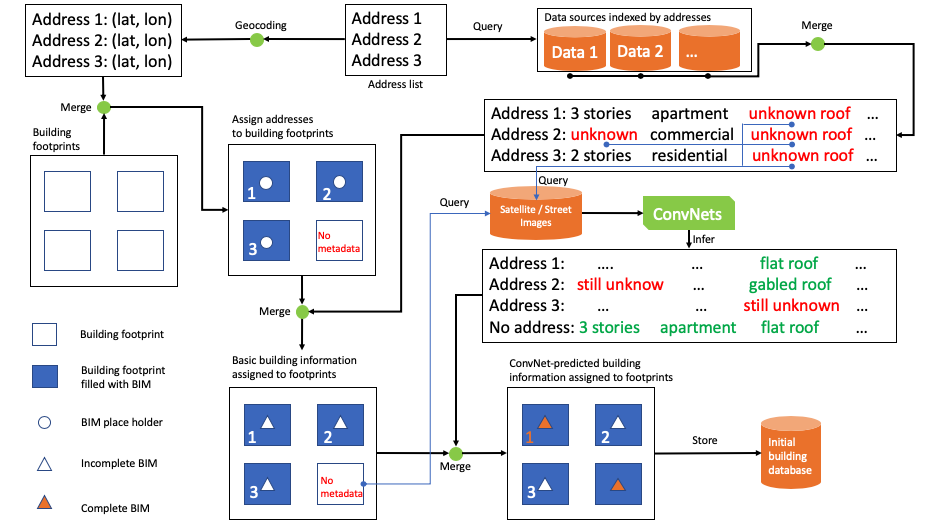 Address 1: (lat, lon)
Address 2: (lat, lon)
Address 3: (lat, lon)
Geocoding
Address 1
Address 2
Address 3
Address list
Query
Data sources indexed by addresses
Data 1
Data 2
...
Merge
Merge
Building
footprints
Assign addresses
to building footprints
1
2
3
No
metadata
Address 1: 3 stories apartment unknown roof ...
Address 2: unknown commercial unknown roof ...
Address 3: 2 stories residential unknown roof ...
Query
Query
Satellite / Street
Images
ConvNets
Infer
Address 1: .... ... flat roof ...
Address 2: still unknow ... gabled roof ...
Address 3: ... ... still unknown ...
No address: 3 stories apartment flat roof ...
Merge
Basic building information
assigned to footprints
1
2
3
No
metadata
Merge
ConvNet-predicted building
information assigned to footprints
1
2
3
Store
Initial
building
database
Building footprint
Building footprint
filled with BIM
BIM place holder
Incomplete BIM
Complete BIM